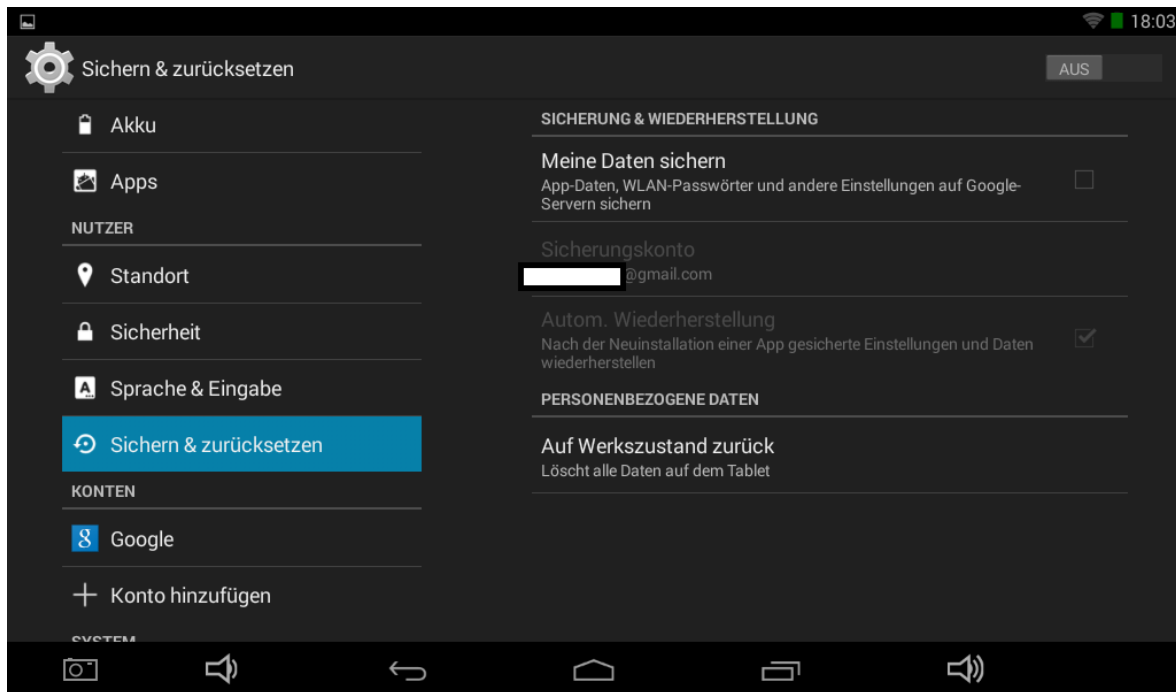 18:03
Sichern & zurücksetzen
AUS
Akku
Apps
NUTZER
Standort
Sicherheit
Sprache & Eingabe
Sichern & zurücksetzen
KONTEN
Google
Konto hinzufügen
SYSTEM
SICHERUNG & WIEDERHERSTELLUNG
Meine Daten sichern
App-Daten, WLAN-Passwörter und andere Einstellungen auf Google-
Servern sichern
Sicherungskonto
@gmail.com
Autom. Wiederherstellung
Nach der Neuinstallation einer App gesicherte Einstellungen und Daten
wiederherstellen
PERSONENBEZOGENE DATEN
Auf Werkszustand zurück
Löscht alle Daten auf dem Tablet